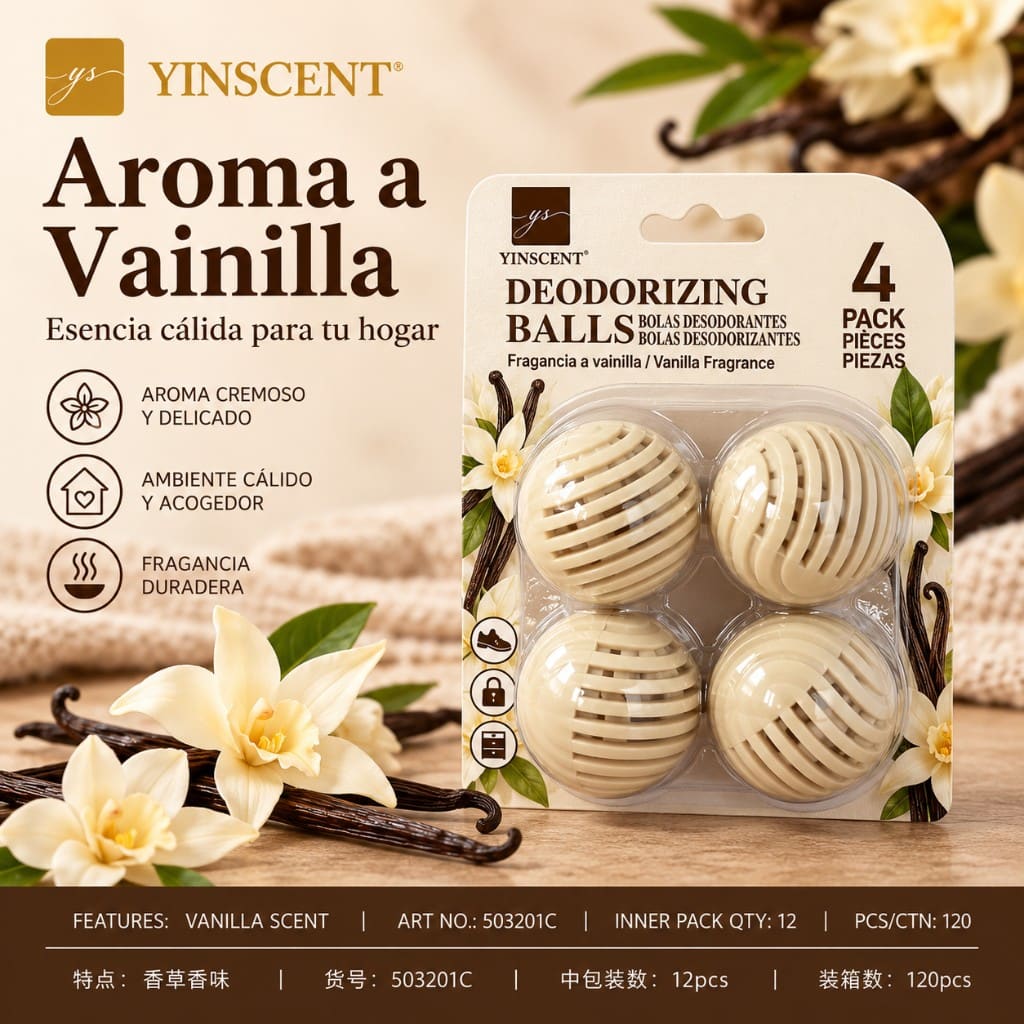 ys
YINSCENT®
Aroma a
Vainilla
Esencia cálida para tu hogar
AROMA CREMOSO
Y DELICADO
AMBIENTE CÁLIDO
Y ACOGEDOR
FRAGANCIA
DURADERA
ys
YINSCENT®
DEODORIZING
BALLS
BOLAS DESODORANTES
BOLAS DESODORIZANTES
Fragancia a vainilla / Vanilla Fragrance
4
PACK
PIÈCES
PIEZAS
FEATURES: VANILLA SCENT | ART NO.: 503201C | INNER PACK QTY: 12 | PCS/CTN: 120
特点：香草香味 | 货号：503201C | 中包装数：12pcs | 装箱数：120pcs